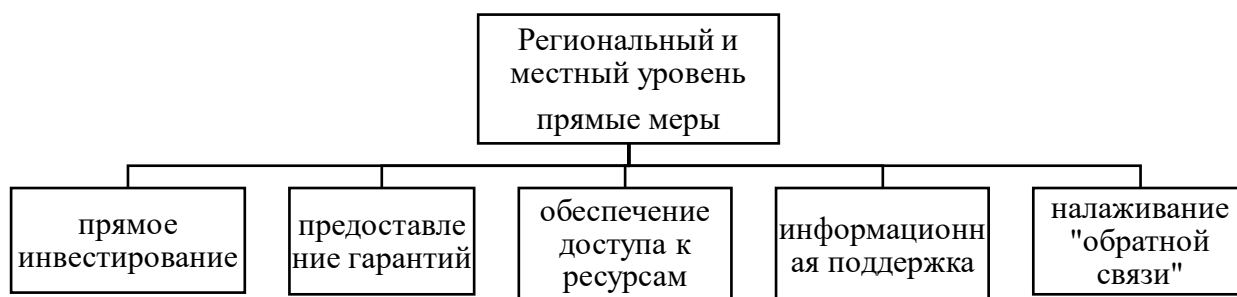 Региональный и
местный уровень
прямые меры
прямое
инвестирование
предоставле
ние гарантий
обеспечение
доступа к
ресурсам
информационн
ая поддержка
налаживание
"обратной
связи"